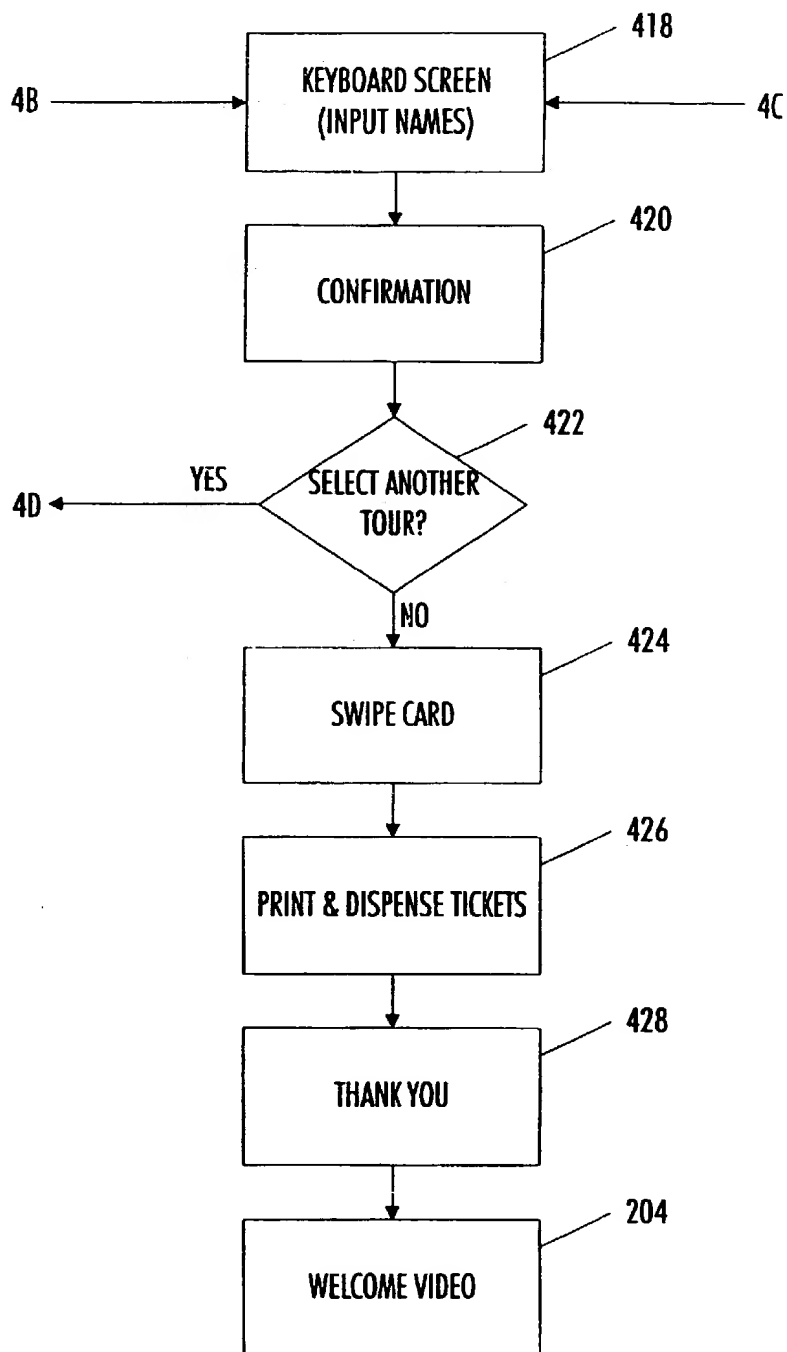 418
KEYBOARD SCREEN
(INPUT NAMES)
4B
4C
420
CONFIRMATION
422
YES
SELECT ANOTHER
TOUR?
4D
NO
424
SWIPE CARD
426
PRINT & DISPENSE TICKETS
428
THANK YOU
204
WELCOME VIDEO